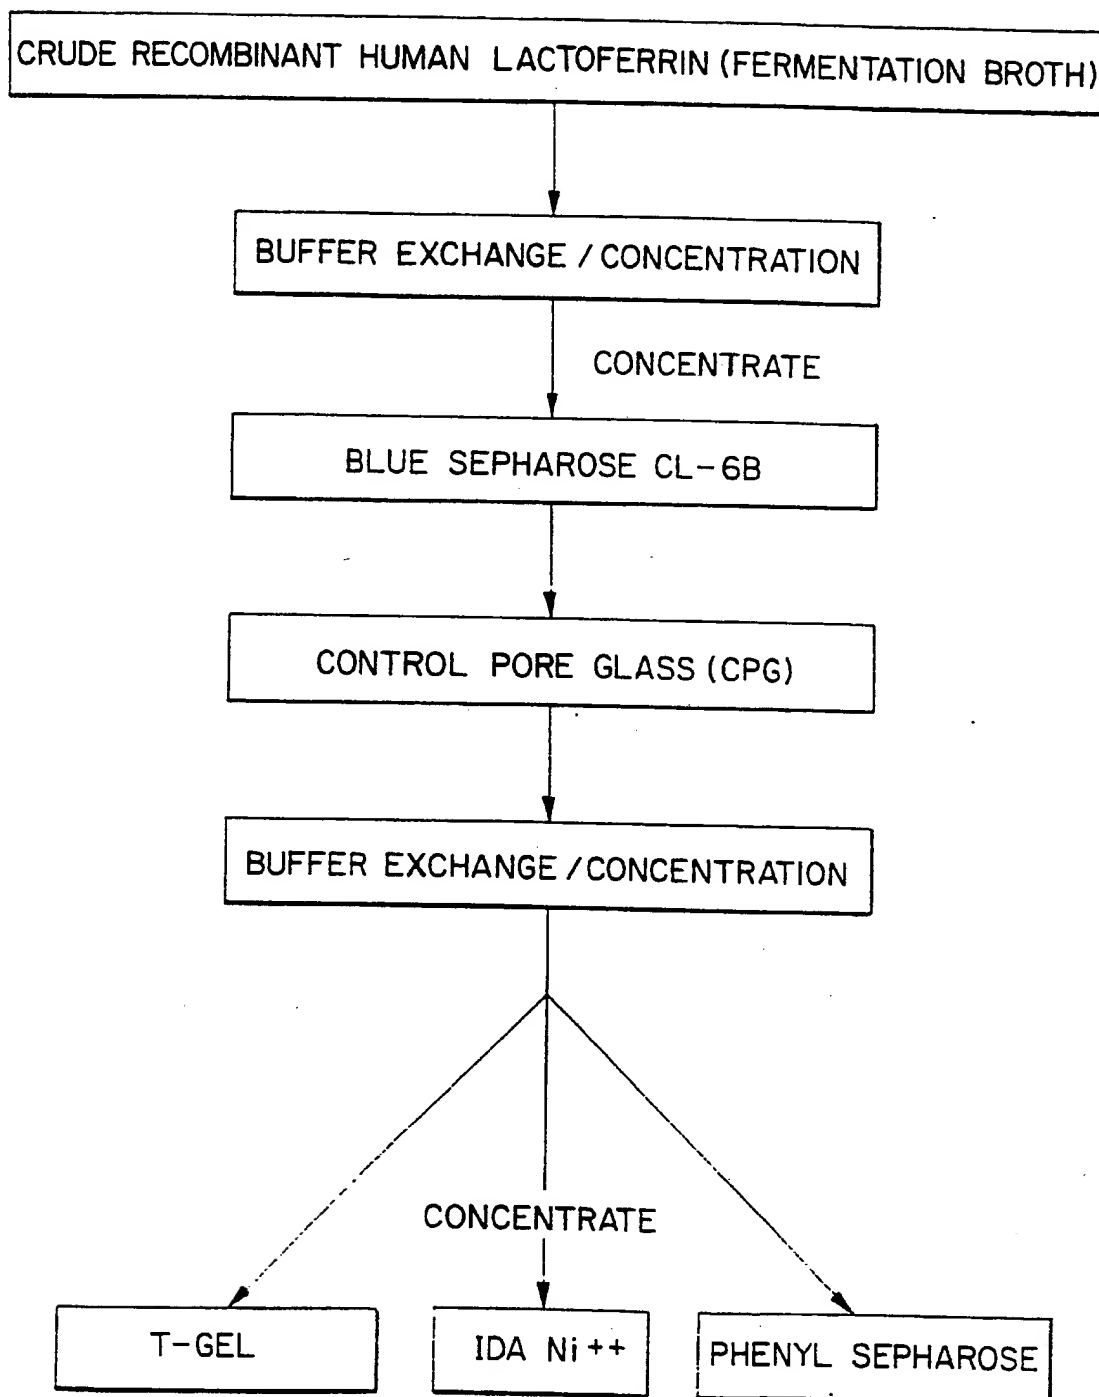 CRUDE RECOMBINANT HUMAN LACTOFERRIN (FERMENTATION BROTH)
BUFFER EXCHANGE / CONCENTRATION
CONCENTRATE
BLUE SEPHAROSE CL-6B
CONTROL PORE GLASS (CPG)
BUFFER EXCHANGE / CONCENTRATION
CONCENTRATE
T-GEL
IDA Ni++
PHENYL SEPHAROSE